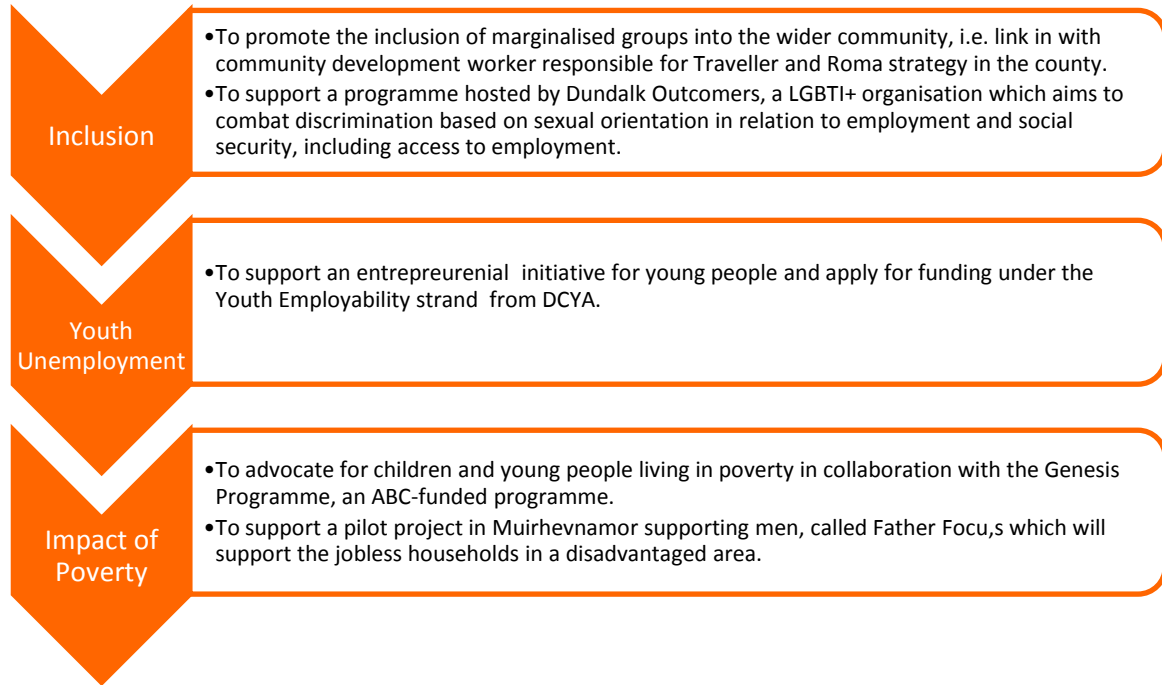 Inclusion
•To promote the inclusion of marginalised groups into the wider community, i.e. link in with
community development worker responsible for Traveller and Roma strategy in the county.
•To support a programme hosted by Dundalk Outcomers, a LGBTI+ organisation which aims to
combat discrimination based on sexual orientation in relation to employment and social
security, including access to employment.
Youth
Unemployment
•To support an entrepreurenial  initiative for young people and apply for funding under the
Youth Employability strand  from DCYA.
Impact of
Poverty
•To advocate for children and young people living in poverty in collaboration with the Genesis
Programme, an ABC-funded programme.
•To support a pilot project in Muirhevnamor supporting men, called Father Focu,s which will
support the jobless households in a disadvantaged area.